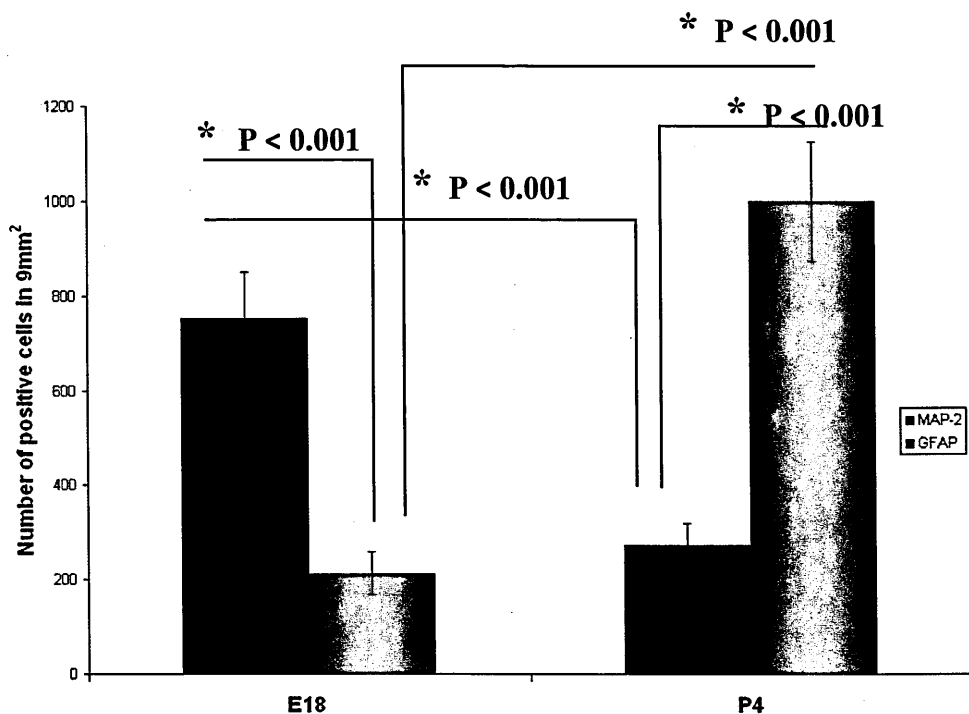 * P < 0.001
* P < 0.001
* P < 0.001
* P < 0.001
Number of positive cells in 9mm²
1200
1000
800
600
400
200
0
E18
P4
MAP-2
GFAP